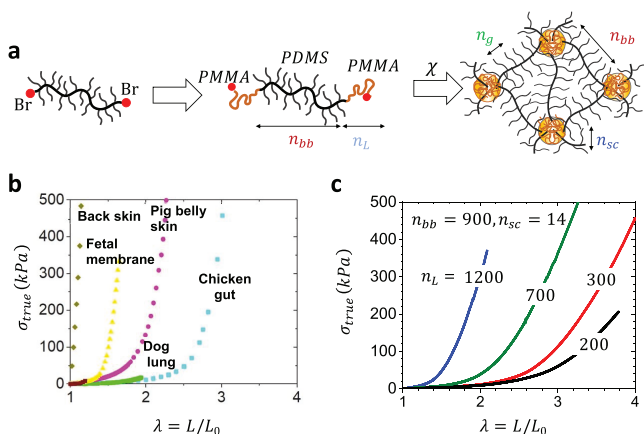 a
Br
Br
PMMA
PDMS
PMMA
n_bb
n_L
χ
n_g
n_bb
n_sc
b
σ_true (kPa)
500
400
300
200
100
0
Back skin
Fetal
membrane
Pig belly
skin
Chicken
gut
Dog
lung
1
2
3
4
λ = L/L_0
c
σ_true (kPa)
500
400
300
200
100
0
n_bb = 900, n_sc = 14
n_L = 1200
700
300
200
1
2
3
4
λ = L/L_0